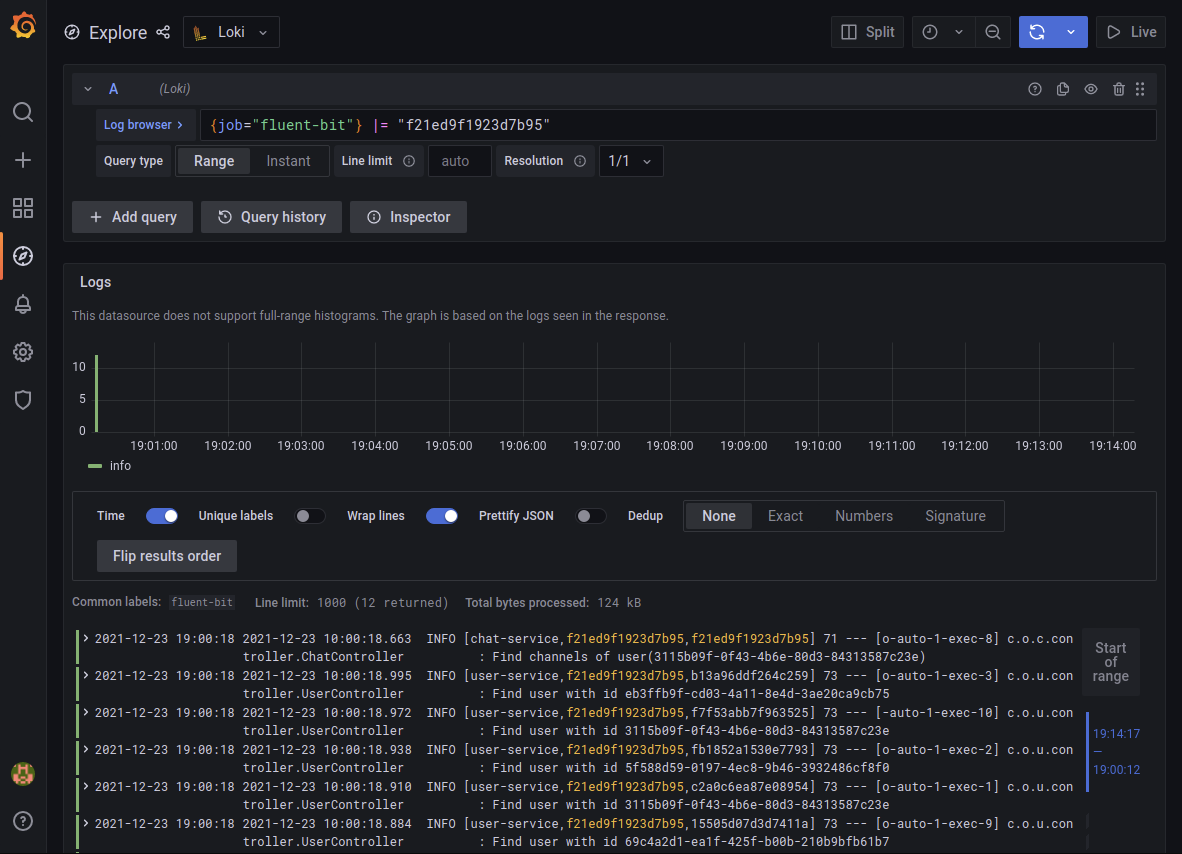 Explore Loki Split Live
A (Loki)
Log browser > {job="fluent-bit"} |= "f21ed9f1923d7b95"
Query type Range Instant Line limit auto Resolution 1/1
+ Add query Query history Inspector
Logs
This datasource does not support full-range histograms. The graph is based on the logs seen in the response.
10
5
0
19:01:00 19:02:00 19:03:00 19:04:00 19:05:00 19:06:00 19:07:00 19:08:00 19:09:00 19:10:00 19:11:00 19:12:00 19:13:00 19:14:00
info
Time Unique labels Wrap lines Prettify JSON Dedup None Exact Numbers Signature
Flip results order
Common labels: fluent-bit Line limit: 1000 (12 returned) Total bytes processed: 124 kB
> 2021-12-23 19:00:18 2021-12-23 10:00:18.663 INFO [chat-service,f21ed9f1923d7b95,f21ed9f1923d7b95] 71 --- [o-auto-1-exec-8] c.o.c.con
troller.ChatController : Find channels of user(3115b09f-0f43-4b6e-80d3-84313587c23e)
> 2021-12-23 19:00:18 2021-12-23 10:00:18.995 INFO [user-service,f21ed9f1923d7b95,b13a96ddf264c259] 73 --- [o-auto-1-exec-3] c.o.u.con
troller.UserController : Find user with id eb3ffb9f-cd03-4a11-8e4d-3ae20ca9cb75
> 2021-12-23 19:00:18 2021-12-23 10:00:18.972 INFO [user-service,f21ed9f1923d7b95,f7f53abb7f963525] 73 --- [-auto-1-exec-10] c.o.u.con
troller.UserController : Find user with id 3115b09f-0f43-4b6e-80d3-84313587c23e
> 2021-12-23 19:00:18 2021-12-23 10:00:18.938 INFO [user-service,f21ed9f1923d7b95,fb1852a1530e7793] 73 --- [o-auto-1-exec-2] c.o.u.con
troller.UserController : Find user with id 5f588d59-0197-4ec8-9b46-3932486cf8f0
> 2021-12-23 19:00:18 2021-12-23 10:00:18.910 INFO [user-service,f21ed9f1923d7b95,c2a0c6ea87e08954] 73 --- [o-auto-1-exec-1] c.o.u.con
troller.UserController : Find user with id 3115b09f-0f43-4b6e-80d3-84313587c23e
> 2021-12-23 19:00:18 2021-12-23 10:00:18.884 INFO [user-service,f21ed9f1923d7b95,15505d07d3d7411a] 73 --- [o-auto-1-exec-9] c.o.u.con
troller.UserController : Find user with id 69c4a2d1-ea1f-425f-b00b-210b9bfb61b7
Start
of
range
19:14:17
—
19:00:12